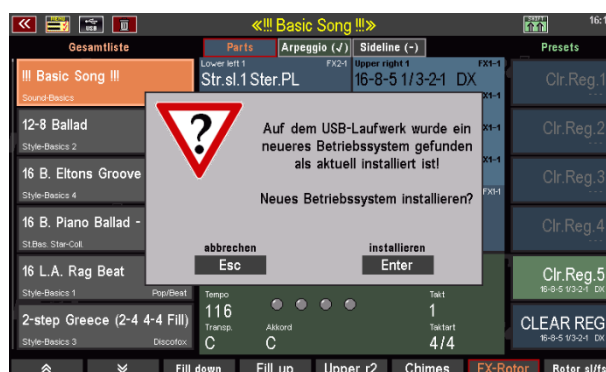 «!!! Basic Song !!!»
16:1
Gesamtliste
Parts
Arpeggio (√)
Sideline (-)
Presets
!!! Basic Song !!!
Sound-Basics
12-8 Ballad
Style-Basics 2
16 B. Eltons Groove
Style-Basics 4
16 B. Piano Ballad -
St.Bas. Star-Coll.
16 L.A. Rag Beat
Style-Basics 1
Pop/Beat
2-step Greece (2-4 4-4 Fill)
Style-Basics 3
Discofox
Lower left 1
FX2-1
Str.sl.1 Ster.PL
Upper right 1
FX1-1
16-8-5 1/3-2-1 DX
Auf dem USB-Laufwerk wurde ein
neueres Betriebssystem gefunden
als aktuell installiert ist!
Neues Betriebssystem installieren?
abbrechen
Esc
installieren
Enter
Tempo
116
Takt
1
Transp.
C
Akkord
C
Taktart
4/4
Clr.Reg.1
Clr.Reg.2
Clr.Reg.3
Clr.Reg.4
Clr.Reg.5
16-8-5 1/3-2-1 DX
CLEAR REG
16-8-5 1/3-2-1 DX
Fill down
Fill up
Upper r2
Chimes
FX-Rotor
Rotor sl/fa